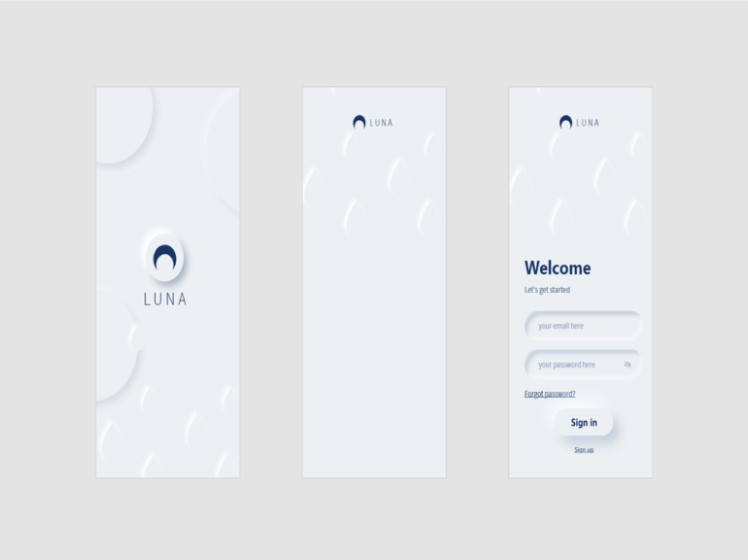 LUNA
LUNA
LUNA
Welcome
Let's get started
your email here
your password here
Forgot password?
Sign in
Sign up